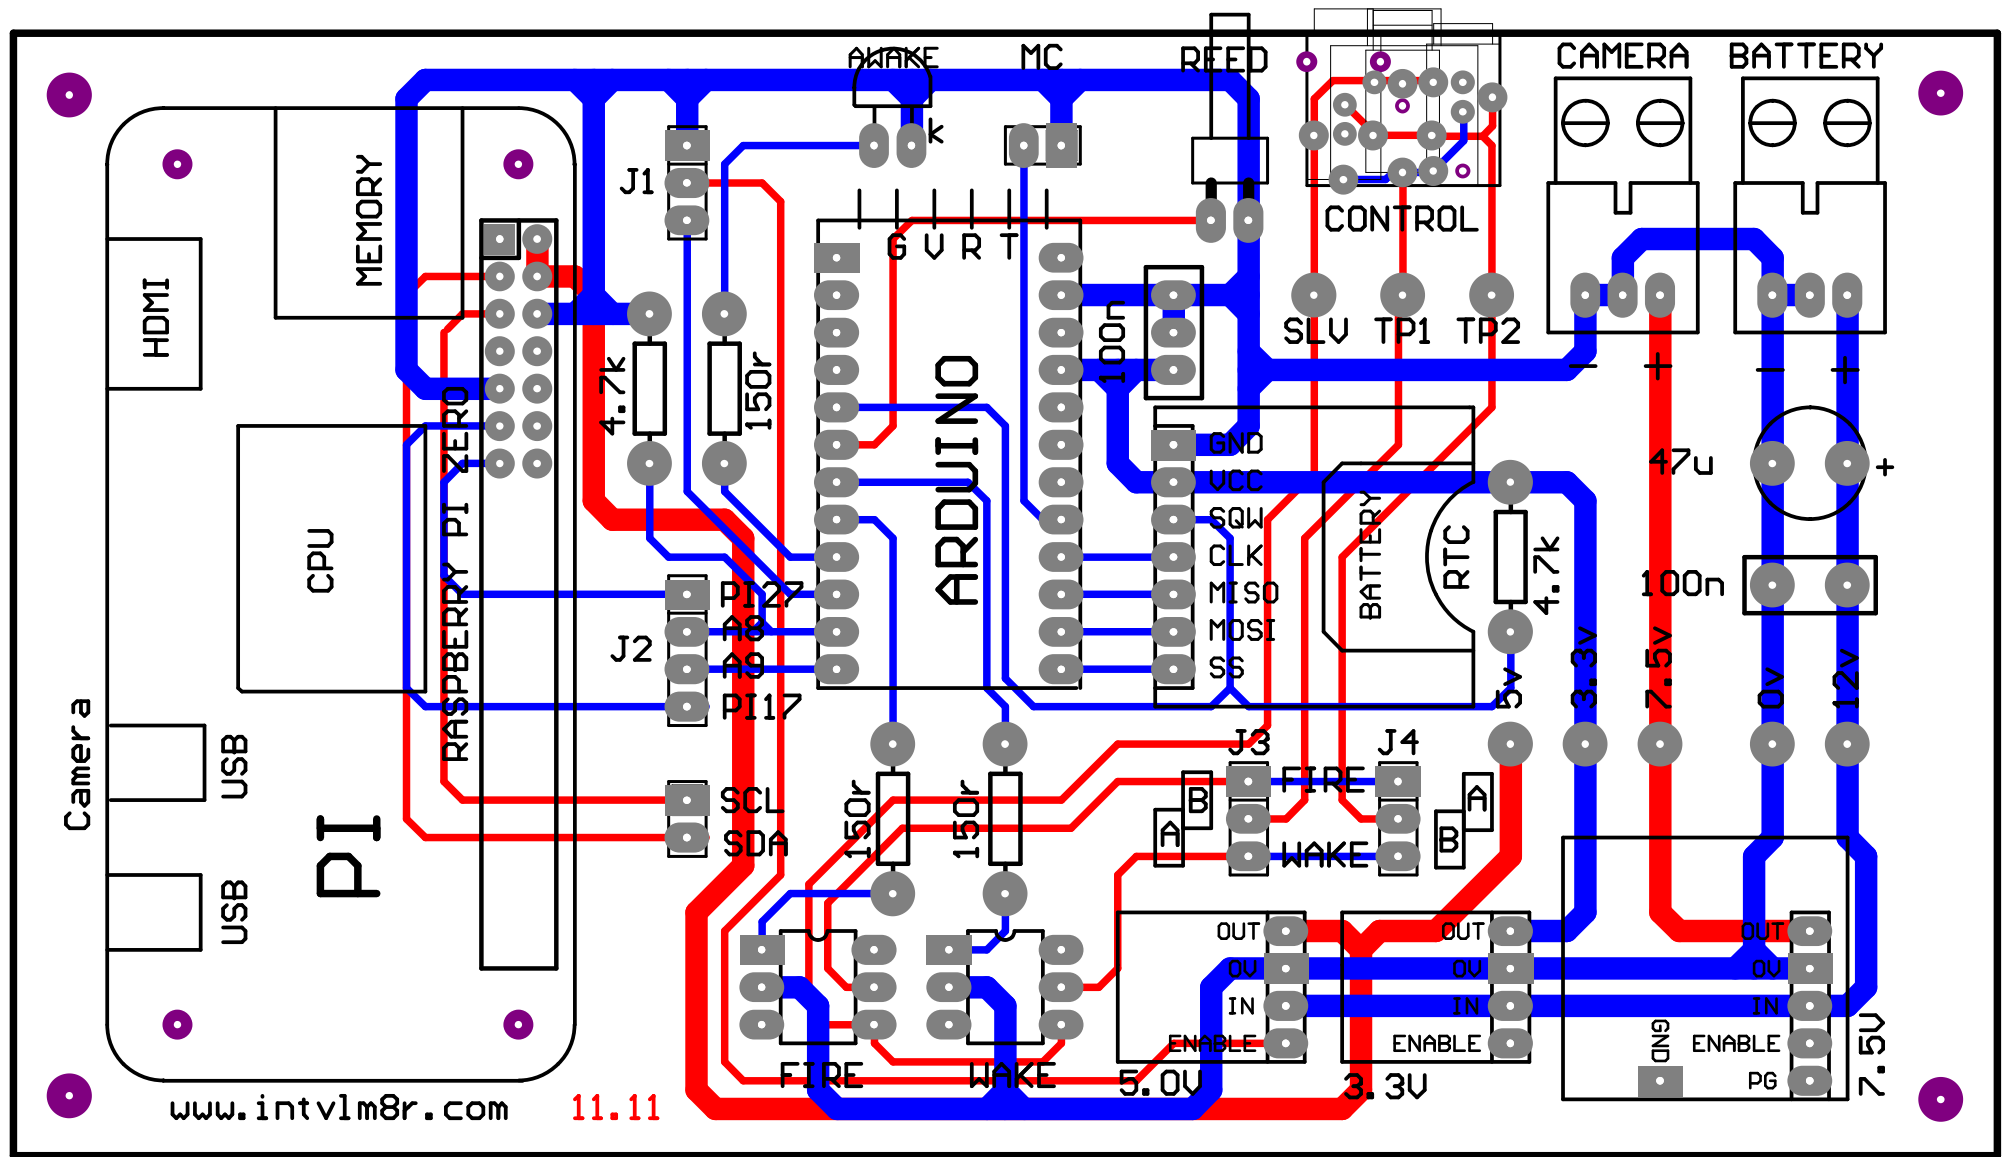 AWAKE
MC
REED
CAMERA
BATTERY
k
MEMORY
J1
CONTROL
G V R T
HDMI
100n
SLV
TP1
TP2
4.7k
150r
- +
- +
ARDUINO
GND
VCC
SQW
CLK
MISO
MOSI
SS
BATTERY
RTC
47u
+
4.7k
100n
CPU
RASPBERRY PI ZERO
PI27
A8
J2
A9
PI17
5v
3.3v
7.5v
0v
12v
Camera
USB
USB
PI
SCL
SDA
150r
150r
J3
J4
FIRE
WAKE
B
A
A
B
OUT
0V
IN
ENABLE
OUT
0V
IN
ENABLE
OUT
0V
IN
ENABLE
PG
GND
FIRE
WAKE
5.0V
3.3V
7.5V
www.intvlm8r.com
11.11